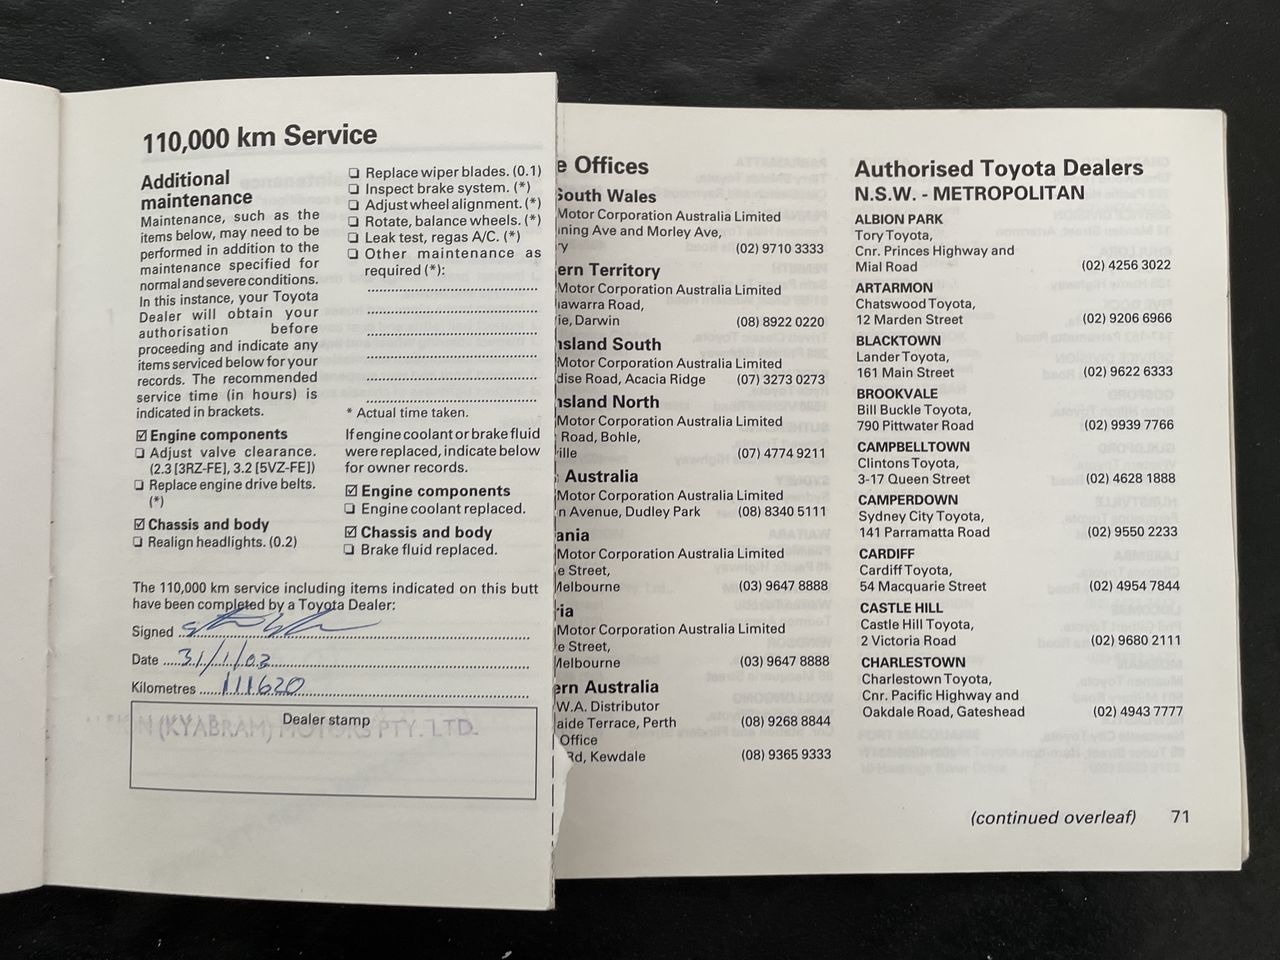 110,000 km Service
Additional
maintenance
Maintenance, such as the
items below, may need to be
performed in addition to the
maintenance specified for
normal and severe conditions.
In this instance, your Toyota
Dealer will obtain your
authorisation before
proceeding and indicate any
items serviced below for your
records. The recommended
service time (in hours) is
indicated in brackets.
☑ Engine components
❏ Adjust valve clearance.
(2.3 [3RZ-FE], 3.2 [5VZ-FE])
❏ Replace engine drive belts.
(*)
☑ Chassis and body
❏ Realign headlights. (0.2)
❏ Replace wiper blades. (0.1)
❏ Inspect brake system. (*)
❏ Adjust wheel alignment. (*)
❏ Rotate, balance wheels. (*)
❏ Leak test, regas A/C. (*)
❏ Other maintenance as
required (*):
* Actual time taken.
If engine coolant or brake fluid
were replaced, indicate below
for owner records.
☑ Engine components
❏ Engine coolant replaced.
☑ Chassis and body
❏ Brake fluid replaced.
The 110,000 km service including items indicated on this butt
have been completed by a Toyota Dealer:
Signed
Date 31/1/03
Kilometres 111620
Dealer stamp
(KYABRAM) MOTORS PTY. LTD.
e Offices
South Wales
Motor Corporation Australia Limited
ning Ave and Morley Ave,
ry (02) 9710 3333
ern Territory
Motor Corporation Australia Limited
awarra Road,
ie, Darwin (08) 8922 0220
nsland South
Motor Corporation Australia Limited
dise Road, Acacia Ridge (07) 3273 0273
nsland North
Motor Corporation Australia Limited
Road, Bohle,
ville (07) 4774 9211
Australia
Motor Corporation Australia Limited
n Avenue, Dudley Park (08) 8340 5111
ania
Motor Corporation Australia Limited
e Street,
Melbourne (03) 9647 8888
ria
Motor Corporation Australia Limited
e Street,
Melbourne (03) 9647 8888
ern Australia
W.A. Distributor
aide Terrace, Perth (08) 9268 8844
Office
Rd, Kewdale (08) 9365 9333
Authorised Toyota Dealers
N.S.W. - METROPOLITAN
ALBION PARK
Tory Toyota,
Cnr. Princes Highway and
Mial Road (02) 4256 3022
ARTARMON
Chatswood Toyota,
12 Marden Street (02) 9206 6966
BLACKTOWN
Lander Toyota,
161 Main Street (02) 9622 6333
BROOKVALE
Bill Buckle Toyota,
790 Pittwater Road (02) 9939 7766
CAMPBELLTOWN
Clintons Toyota,
3-17 Queen Street (02) 4628 1888
CAMPERDOWN
Sydney City Toyota,
141 Parramatta Road (02) 9550 2233
CARDIFF
Cardiff Toyota,
54 Macquarie Street (02) 4954 7844
CASTLE HILL
Castle Hill Toyota,
2 Victoria Road (02) 9680 2111
CHARLESTOWN
Charlestown Toyota,
Cnr. Pacific Highway and
Oakdale Road, Gateshead (02) 4943 7777
(continued overleaf) 71